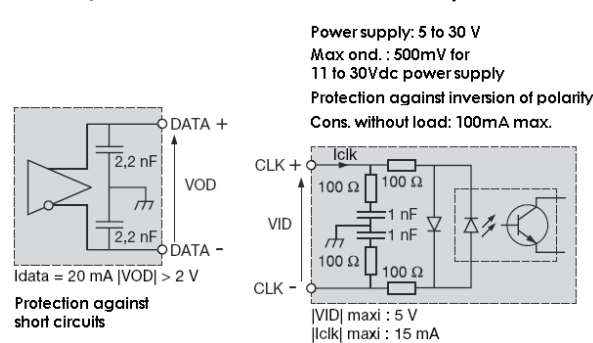 Power supply: 5 to 30 V
Max ond. : 500mV for
11 to 30Vdc power supply
Protection against inversion of polarity
Cons. without load: 100mA max.
DATA +
2,2 nF
VOD
2,2 nF
DATA -
Idata = 20 mA |VOD| > 2 V
Protection against
short circuits
CLK +
Iclk
100 Ω
100 Ω
1 nF
VID
1 nF
100 Ω
100 Ω
CLK -
|VID| maxi : 5 V
|Iclk| maxi : 15 mA